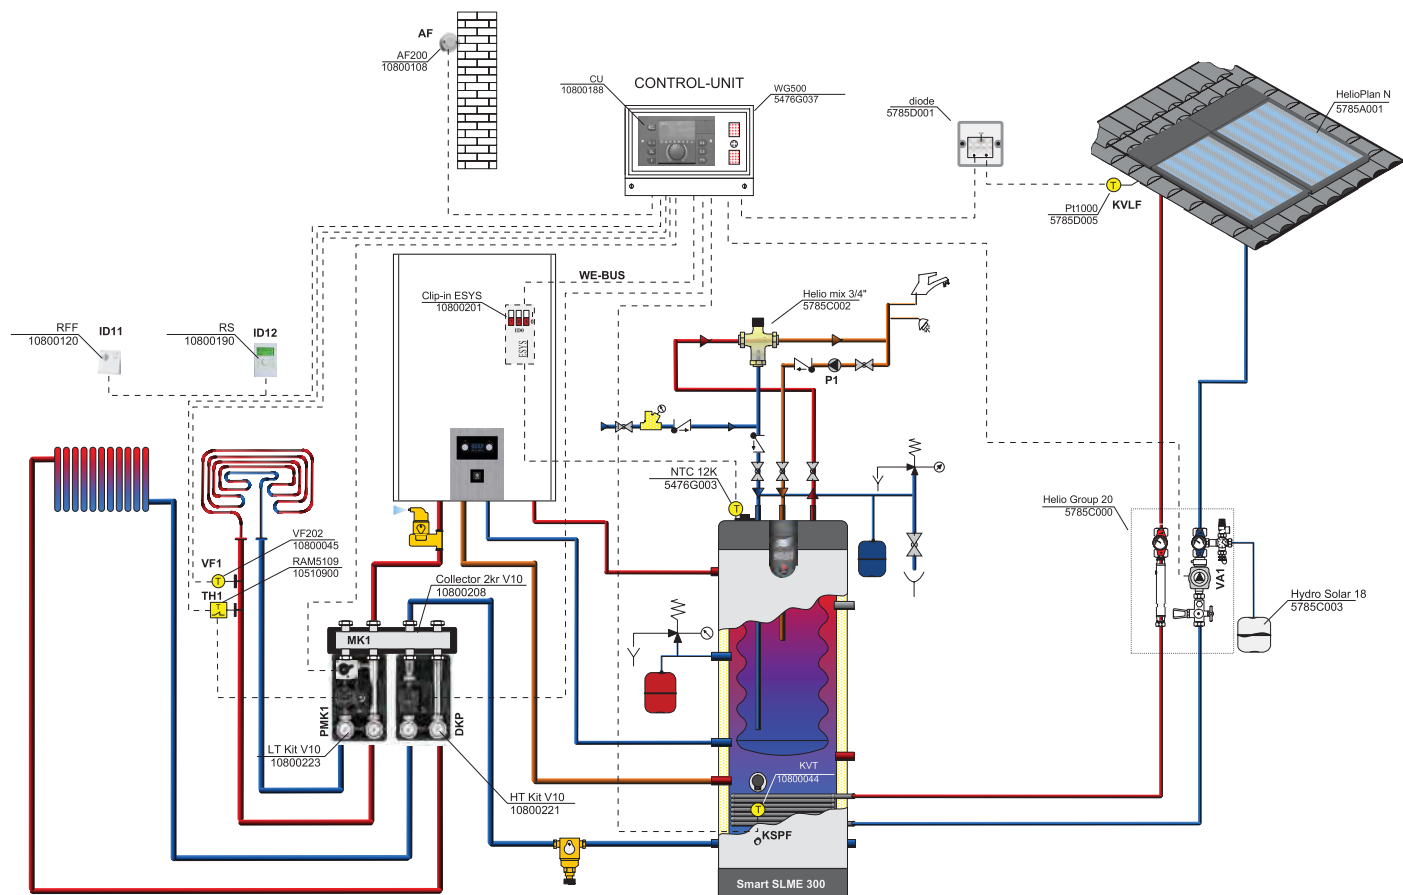 AF
AF200
10800108
CU
10800188
CONTROL-UNIT
WG500
5476G037
diode
5785D001
HelioPlan N
5785A001
Pt1000
5785D005
KVLF
WE-BUS
Clip-in ESYS
10800201
ESYS
Helio mix 3/4"
5785C002
RFF
10800120
ID11
RS
10800190
ID12
P1
NTC 12K
5476G003
Helio Group 20
5785C000
VF202
10800045
VF1
RAM5109
10510900
TH1
T
T
T
T
T
Collector 2kr V10
10800208
MK1
VA1
Hydro Solar 18
5785C003
PMK1
DKP
LT Kit V10
10800223
HT Kit V10
10800221
KVT
10800044
KSPF
Smart SLME 300